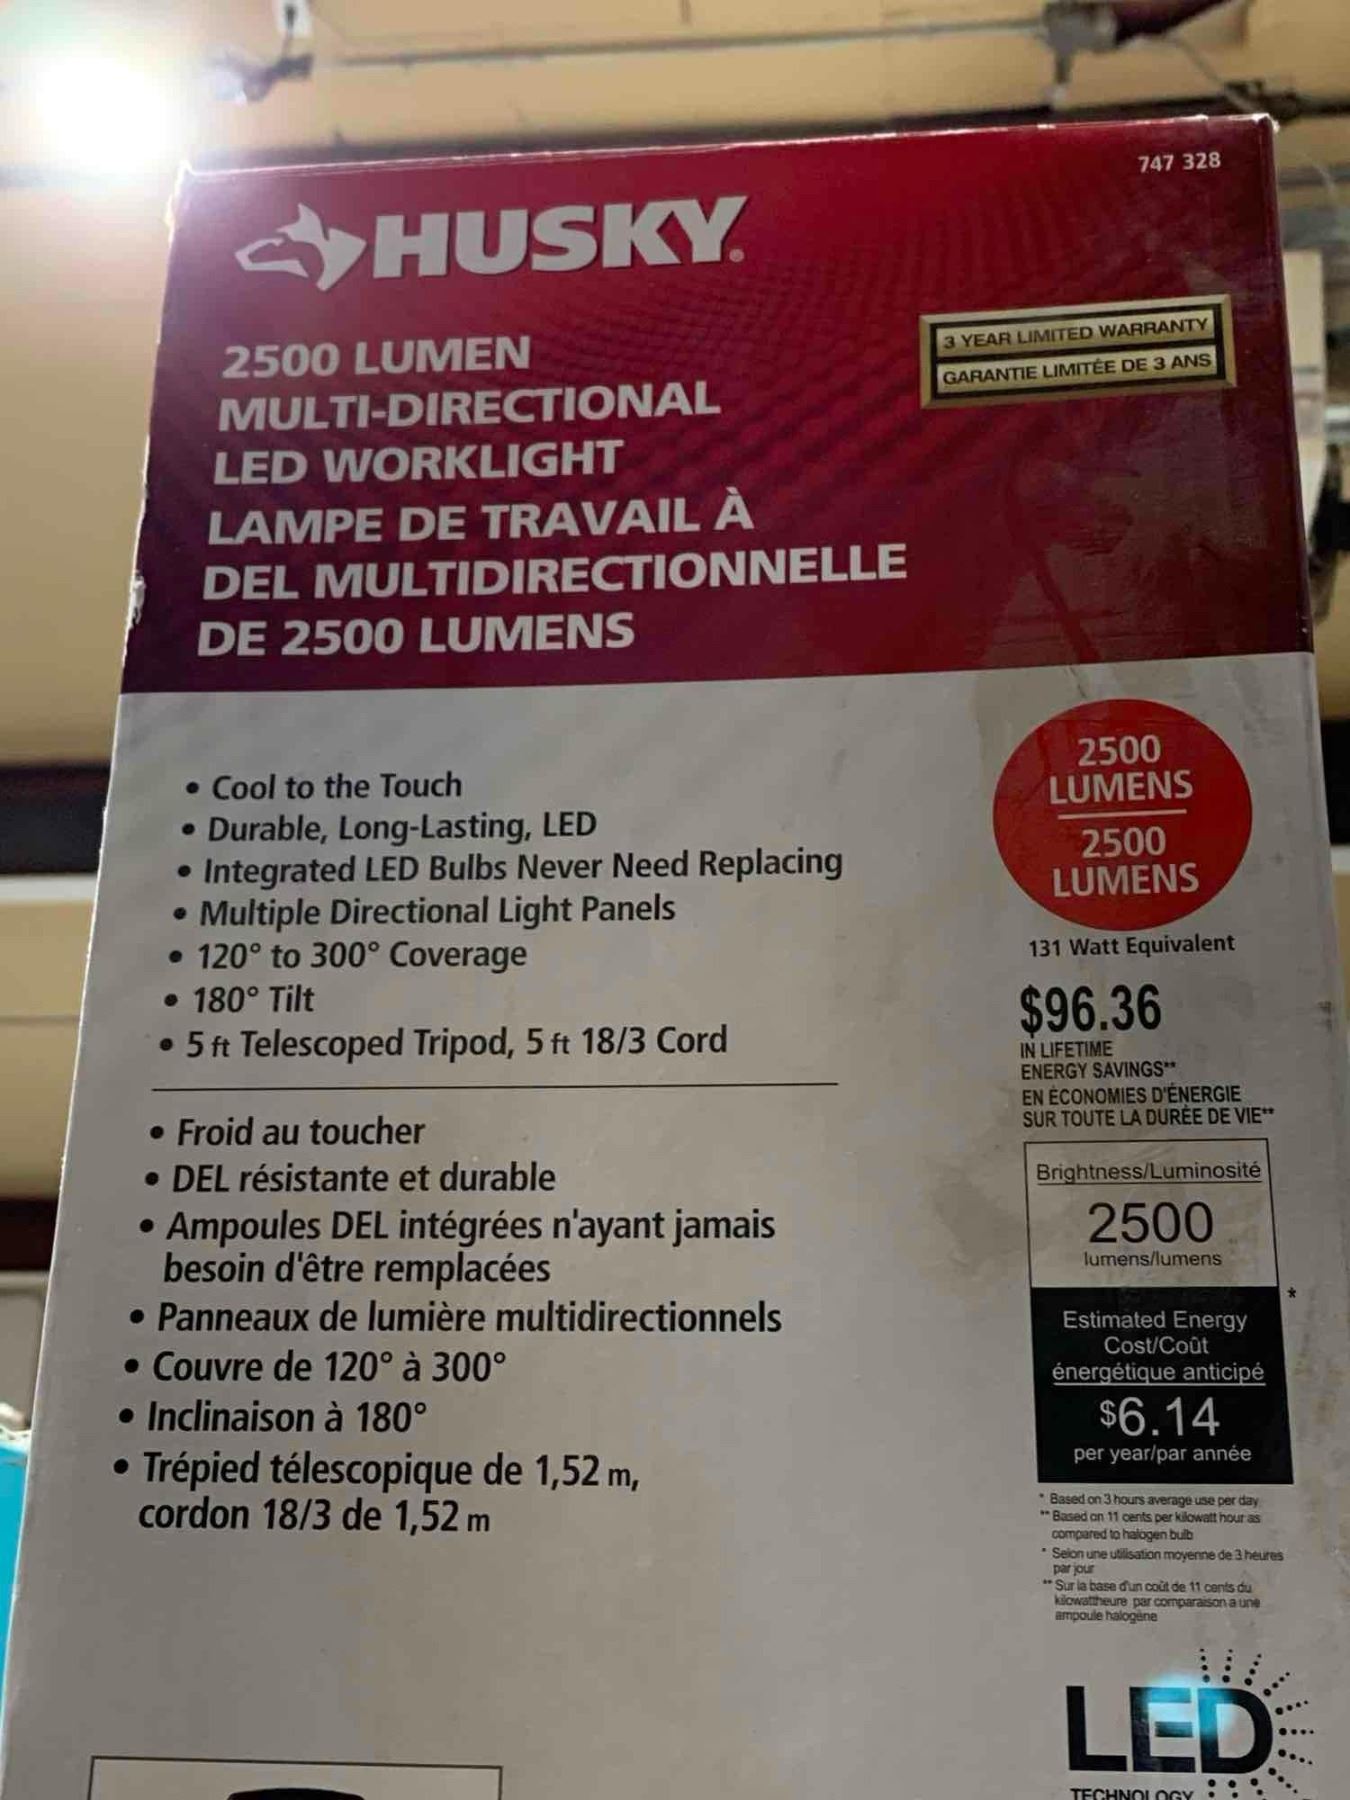 747 328
HUSKY®
3 YEAR LIMITED WARRANTY
GARANTIE LIMITÉE DE 3 ANS
2500 LUMEN
MULTI-DIRECTIONAL
LED WORKLIGHT
LAMPE DE TRAVAIL À
DEL MULTIDIRECTIONNELLE
DE 2500 LUMENS
• Cool to the Touch
• Durable, Long-Lasting, LED
• Integrated LED Bulbs Never Need Replacing
• Multiple Directional Light Panels
• 120° to 300° Coverage
• 180° Tilt
• 5 ft Telescoped Tripod, 5 ft 18/3 Cord
• Froid au toucher
• DEL résistante et durable
• Ampoules DEL intégrées n'ayant jamais
besoin d'être remplacées
• Panneaux de lumière multidirectionnels
• Couvre de 120° à 300°
• Inclinaison à 180°
• Trépied télescopique de 1,52 m,
cordon 18/3 de 1,52 m
2500
LUMENS
2500
LUMENS
131 Watt Equivalent
$96.36
IN LIFETIME
ENERGY SAVINGS**
EN ÉCONOMIES D'ÉNERGIE
SUR TOUTE LA DURÉE DE VIE**
Brightness/Luminosité
2500
lumens/lumens
*
Estimated Energy
Cost/Coût
énergétique anticipé
$6.14
per year/par année
* Based on 3 hours average use per day
** Based on 11 cents per kilowatt hour as
compared to halogen bulb
* Selon une utilisation moyenne de 3 heures
par jour
** Sur la base d'un coût de 11 cents du
kilowattheure par comparaison a une
ampoule halogène
LED
TECHNOLOGY